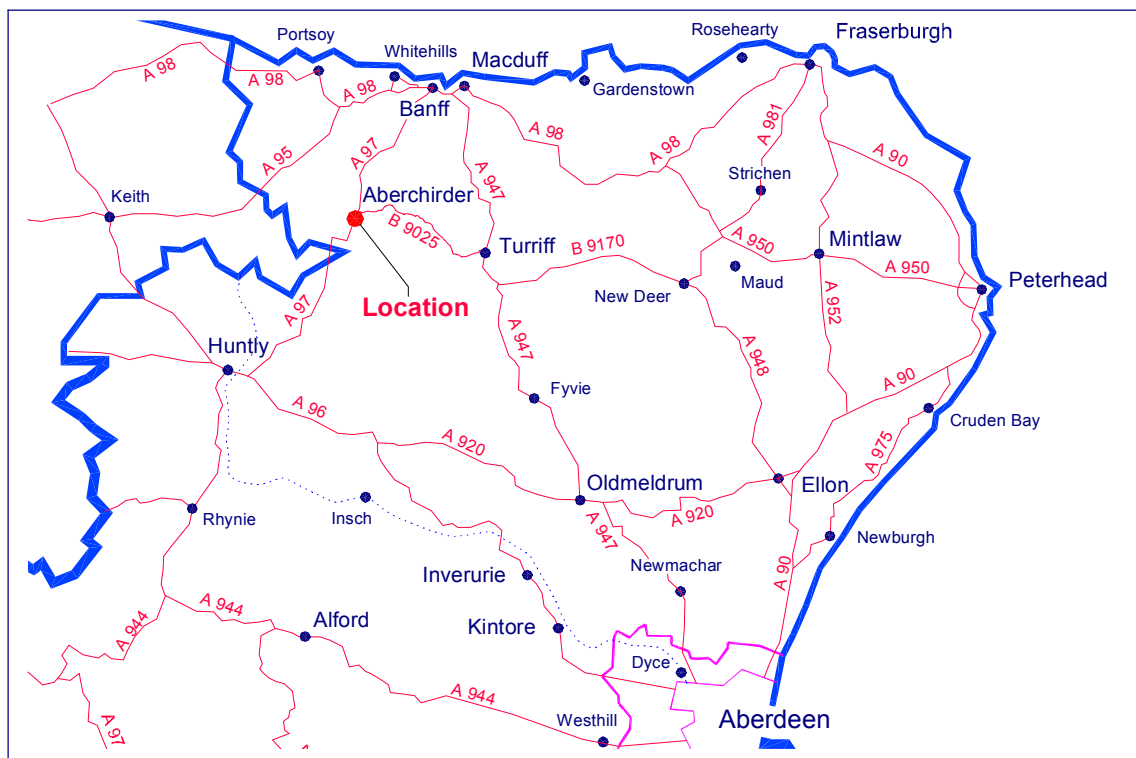 Portsoy
Whitehills
Macduff
Rosehearty
Fraserburgh
A 98
A 98
A 98
Banff
Gardenstown
A 98
A 98
A 981
A 90
A 95
A 97
A 947
Strichen
Keith
Aberchirder
B 9025
Turriff
B 9170
A 950
Mintlaw
A 950
Peterhead
New Deer
Maud
Location
A 97
A 952
Huntly
A 947
A 948
A 90
Fyvie
Cruden Bay
A 96
A 920
A 975
Oldmeldrum
Ellon
Rhynie
Insch
A 920
A 947
Newburgh
Inverurie
Newmachar
A 90
A 944
A 944
Alford
Kintore
Dyce
A 944
A 97
Westhill
Aberdeen